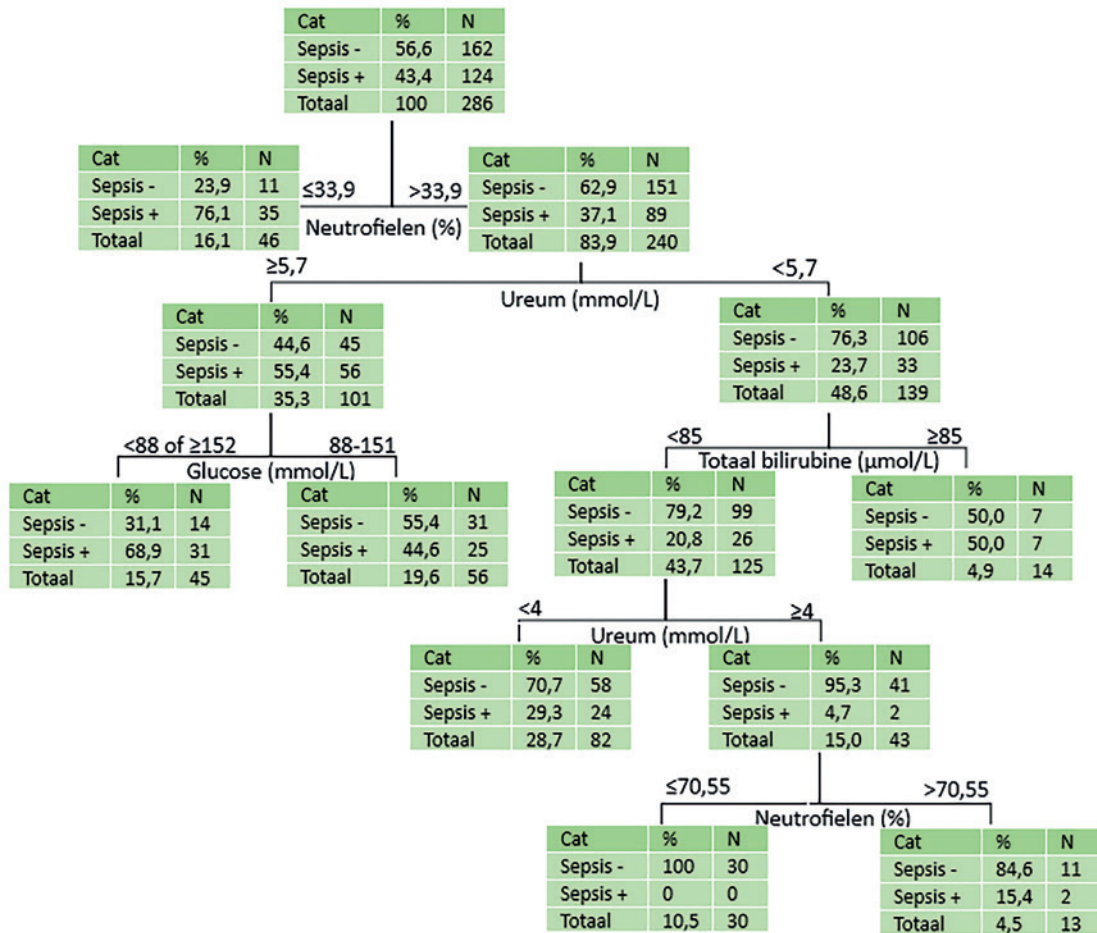 Cat % N
Sepsis - 56,6 162
Sepsis + 43,4 124
Totaal 100 286
Cat % N
Sepsis - 23,9 11
Sepsis + 76,1 35
Totaal 16,1 46
≤33,9 >33,9
Neutrofielen (%)
Cat % N
Sepsis - 62,9 151
Sepsis + 37,1 89
Totaal 83,9 240
≥5,7 <5,7
Ureum (mmol/L)
Cat % N
Sepsis - 44,6 45
Sepsis + 55,4 56
Totaal 35,3 101
Cat % N
Sepsis - 76,3 106
Sepsis + 23,7 33
Totaal 48,6 139
<88 of ≥152 88-151
Glucose (mmol/L)
<85 ≥85
Totaal bilirubine (µmol/L)
Cat % N
Sepsis - 31,1 14
Sepsis + 68,9 31
Totaal 15,7 45
Cat % N
Sepsis - 55,4 31
Sepsis + 44,6 25
Totaal 19,6 56
Cat % N
Sepsis - 79,2 99
Sepsis + 20,8 26
Totaal 43,7 125
Cat % N
Sepsis - 50,0 7
Sepsis + 50,0 7
Totaal 4,9 14
<4 ≥4
Ureum (mmol/L)
Cat % N
Sepsis - 70,7 58
Sepsis + 29,3 24
Totaal 28,7 82
Cat % N
Sepsis - 95,3 41
Sepsis + 4,7 2
Totaal 15,0 43
≤70,55 >70,55
Neutrofielen (%)
Cat % N
Sepsis - 100 30
Sepsis + 0 0
Totaal 10,5 30
Cat % N
Sepsis - 84,6 11
Sepsis + 15,4 2
Totaal 4,5 13